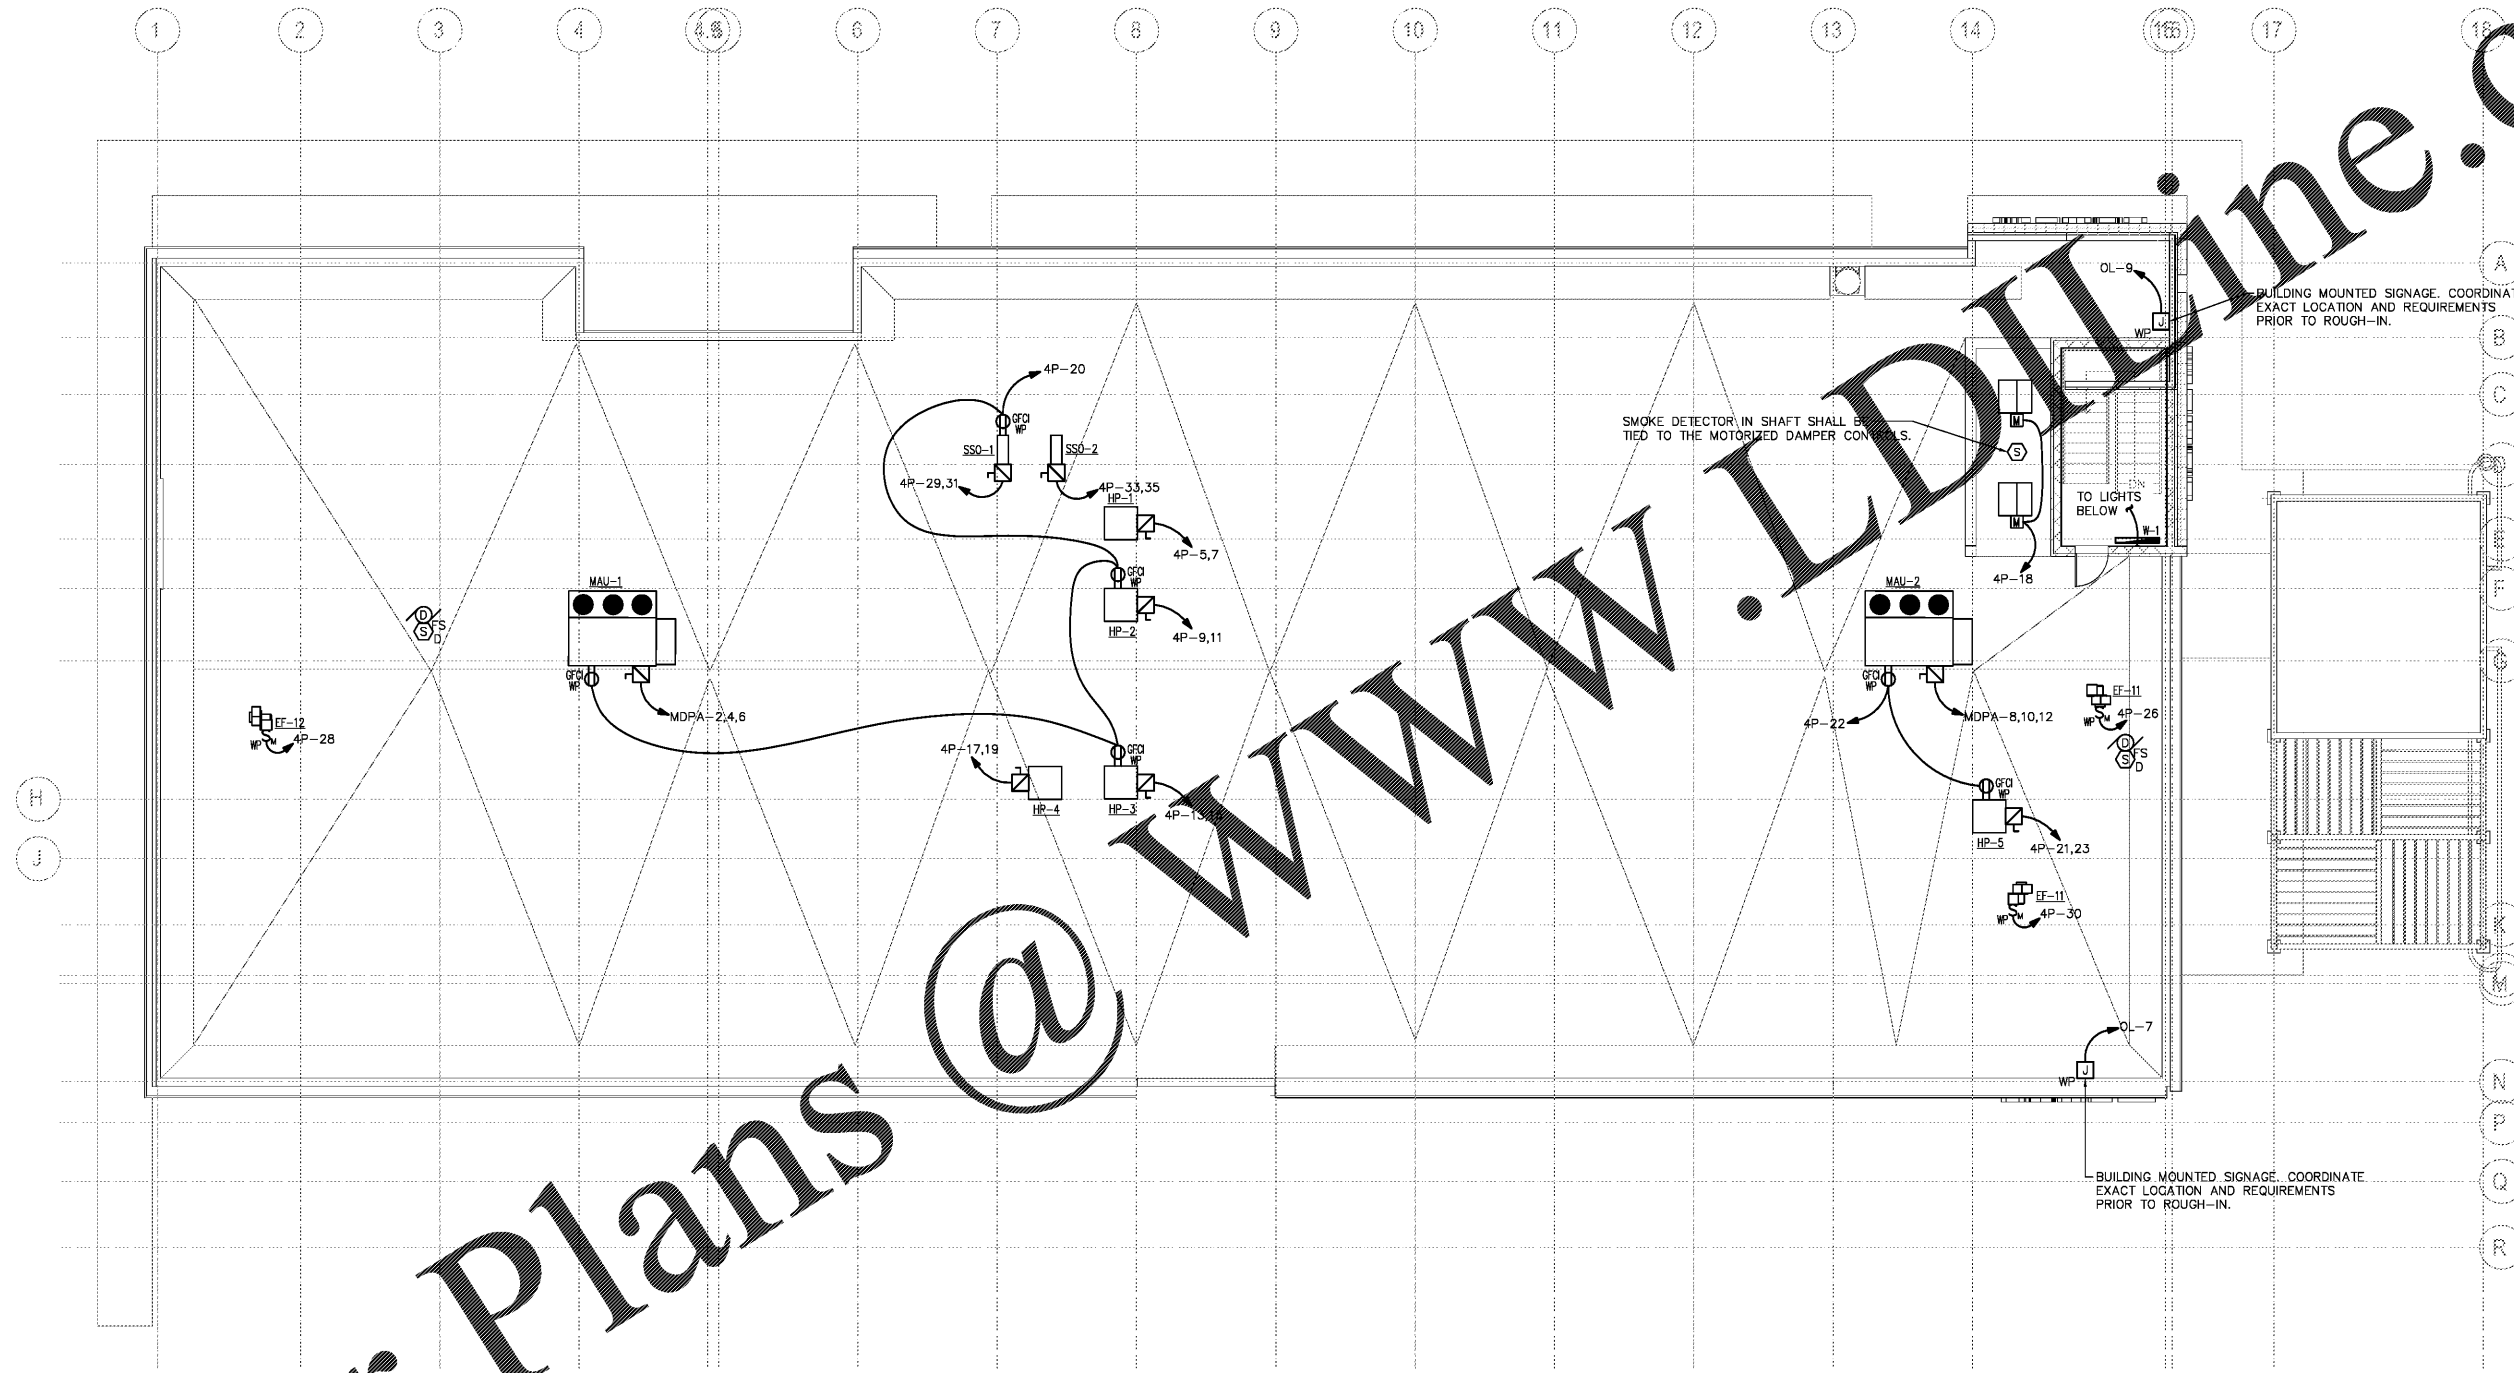 1
2
3
4
6
7
8
9
10
11
12
13
14
17
18
A
OL-9
BUILDING MOUNTED SIGNAGE. COORDINAT
EXACT LOCATION AND REQUIREMENTS
PRIOR TO ROUGH-IN.
J
WP
B
4P-20
C
GFCI
WP
M
SMOKE DETECTOR IN SHAFT SHALL BE
TIED TO THE MOTORIZED DAMPER CONTROLS.
SSO-1
SSO-2
S
4P-29,31
4P-33,35
HP-1
DN
TO LIGHTS
BELOW
M
W-1
4P-5,7
E
GFCI
WP
4P-18
MAU-1
MAU-2
F
D
S
FS
D
HP-2
4P-9,11
G
GFCI
WP
GFCI
WP
MDPA-2,4,6
4P-22
MDPA-8,10,12
EF-11
4P-26
WP
M
EF-12
4P-28
WP
M
4P-17,19
GFCI
WP
D
S
FS
D
H
HP-4
HP-3
GFCI
WP
J
HP-5
4P-21,23
EF-11
4P-30
WP
M
K
M
OL-7
J
WP
N
P
BUILDING MOUNTED SIGNAGE. COORDINATE
EXACT LOCATION AND REQUIREMENTS
PRIOR TO ROUGH-IN.
Q
R
Plans @ www.LDILine.